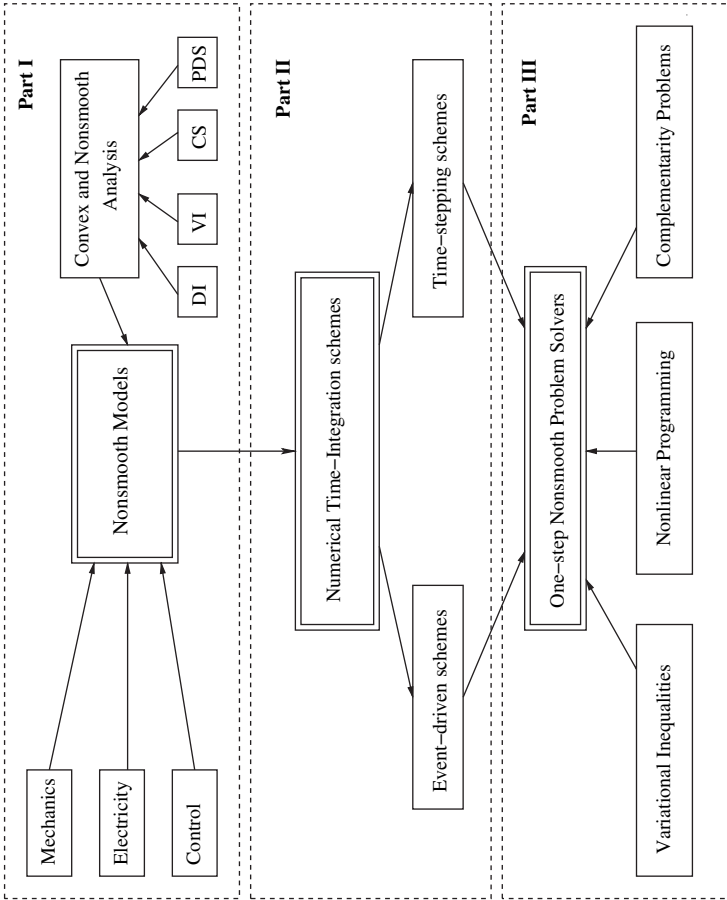 Part I
Mechanics
Electricity
Control
Nonsmooth Models
Convex and Nonsmooth
Analysis
DI
VI
CS
PDS
Part II
Numerical Time−Integration schemes
Event−driven schemes
Time−stepping schemes
Part III
One−step Nonsmooth Problem Solvers
Variational Inequalities
Nonlinear Programming
Complementarity Problems